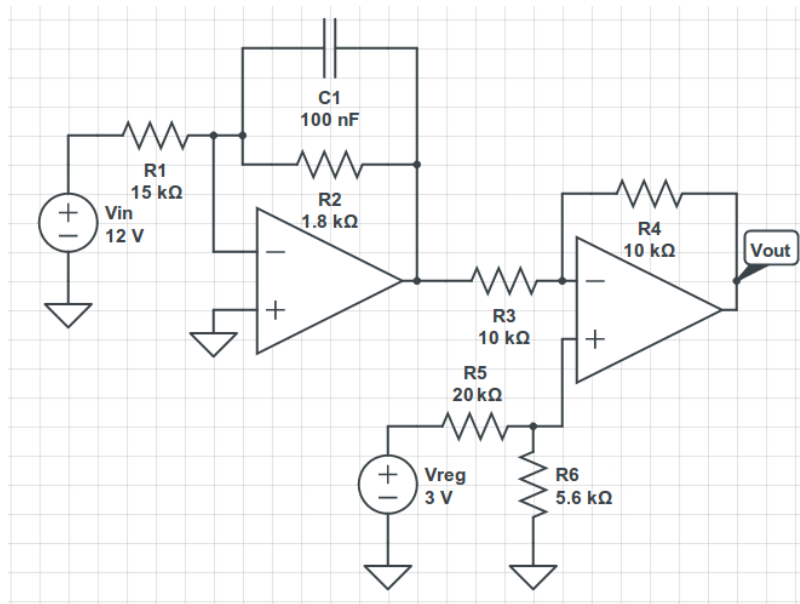 C1
100 nF
R1
15 kΩ
R2
1.8 kΩ
Vin
12 V
R4
10 kΩ
Vout
R3
10 kΩ
R5
20 kΩ
Vreg
3 V
R6
5.6 kΩ